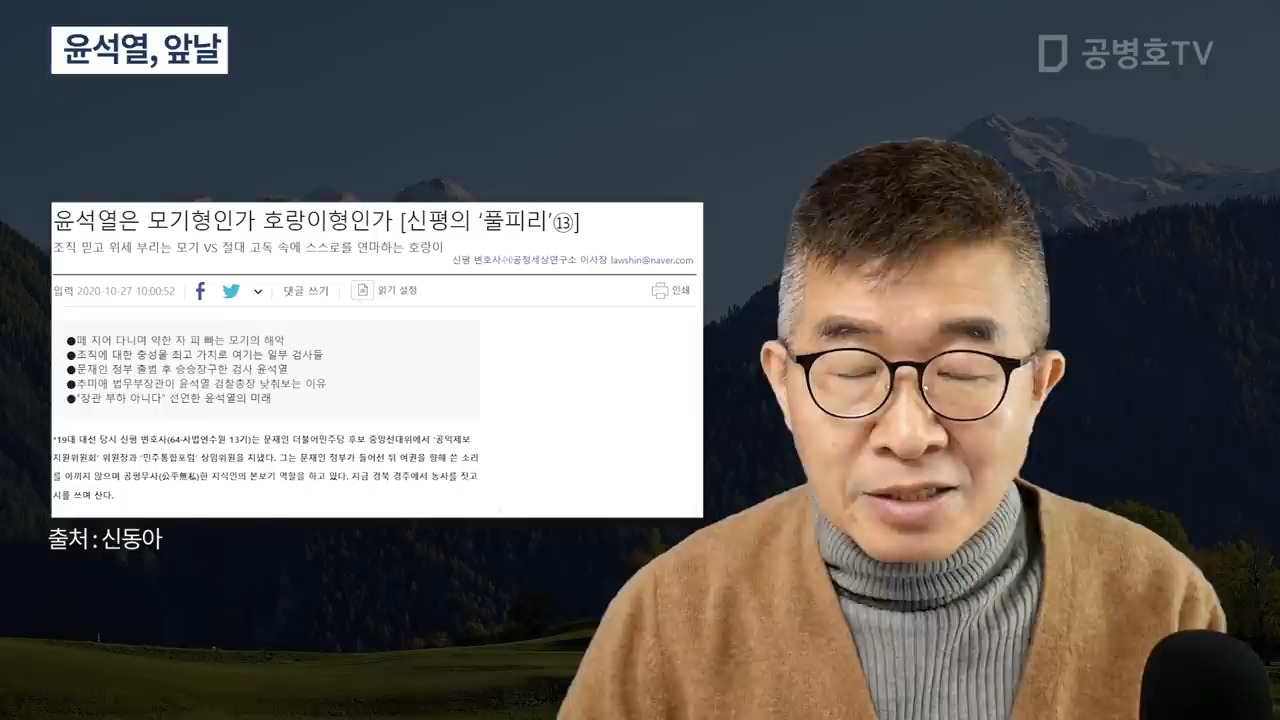 윤석열, 앞날
공병호TV
윤석열은 모기형인가 호랑이형인가 [신평의 ‘풀피리’⑬]
조직 믿고 위세 부리는 모기 VS 절대 고독 속에 스스로를 연마하는 호랑이
신평 변호사·㈔공정세상연구소 이사장 lawshin@naver.com
입력 2020-10-27 10:00:52 댓글 쓰기 읽기 설정 인쇄
●떼 지어 다니며 약한 자 피 빠는 모기의 해악
●조직에 대한 충성을 최고 가치로 여기는 일부 검사들
●문재인 정부 출범 후 승승장구한 검사 윤석열
●추미애 법무부장관이 윤석열 검찰총장 낮춰보는 이유
●“장관 부하 아니다” 선언한 윤석열의 미래
*19대 대선 당시 신평 변호사(64·사법연수원 13기)는 문재인 더불어민주당 후보 중앙선대위에서 ‘공익제보
지원위원회’ 위원장과 ‘민주통합포럼’ 상임위원을 지냈다. 그는 문재인 정부가 들어선 뒤 여권을 향해 쓴 소리
를 아끼지 않으며 공평무사(公平無私)한 지식인의 본보기 역할을 하고 있다. 지금 경북 경주에서 농사를 짓고
시를 쓰며 산다.
출처 : 신동아